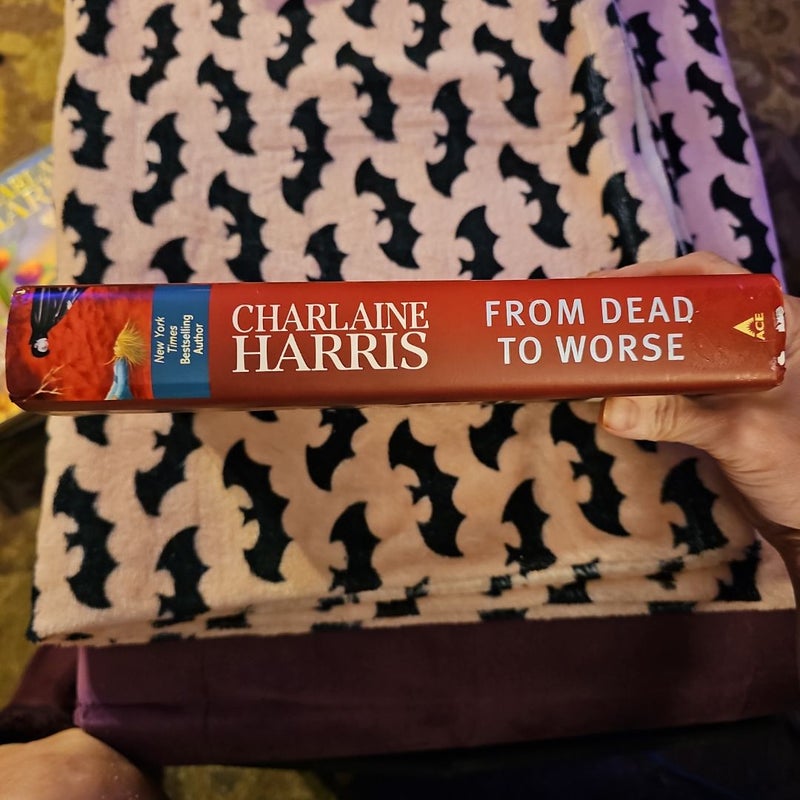 New York
Times
Bestselling
Author
CHARLAINE
HARRIS
FROM DEAD
TO WORSE
ACE